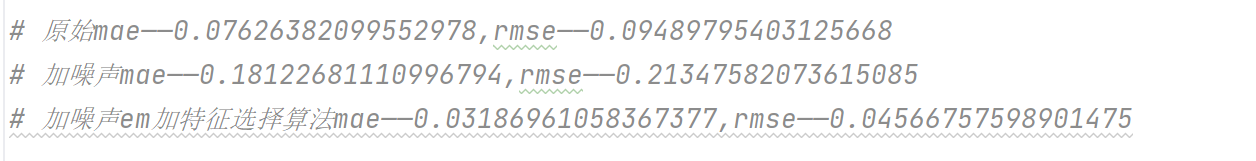 # 原始mae——0.07626382099552978,rmse——0.09489795403125668
# 加噪声mae——0.18122681110996794,rmse——0.21347582073615085
# 加噪声em加特征选择算法mae——0.03186961058367377,rmse——0.04566757598901475